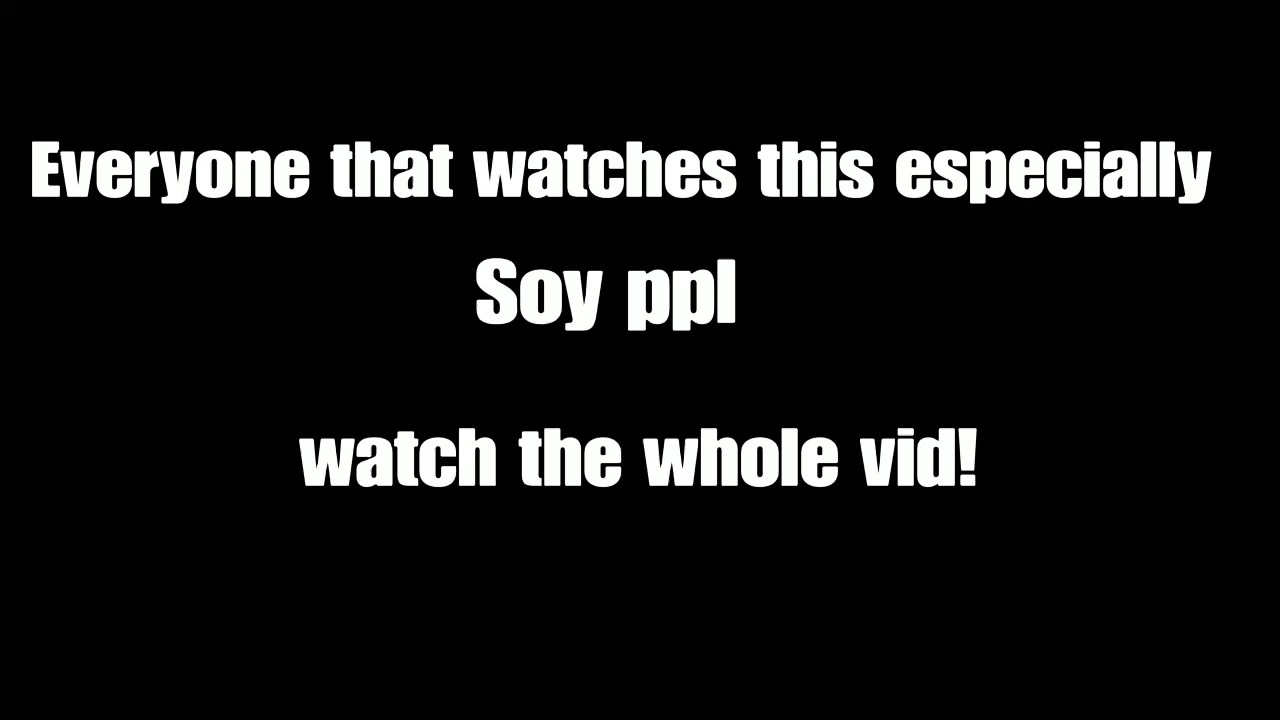 Everyone that watches this especially
Soy ppl
watch the whole vid!